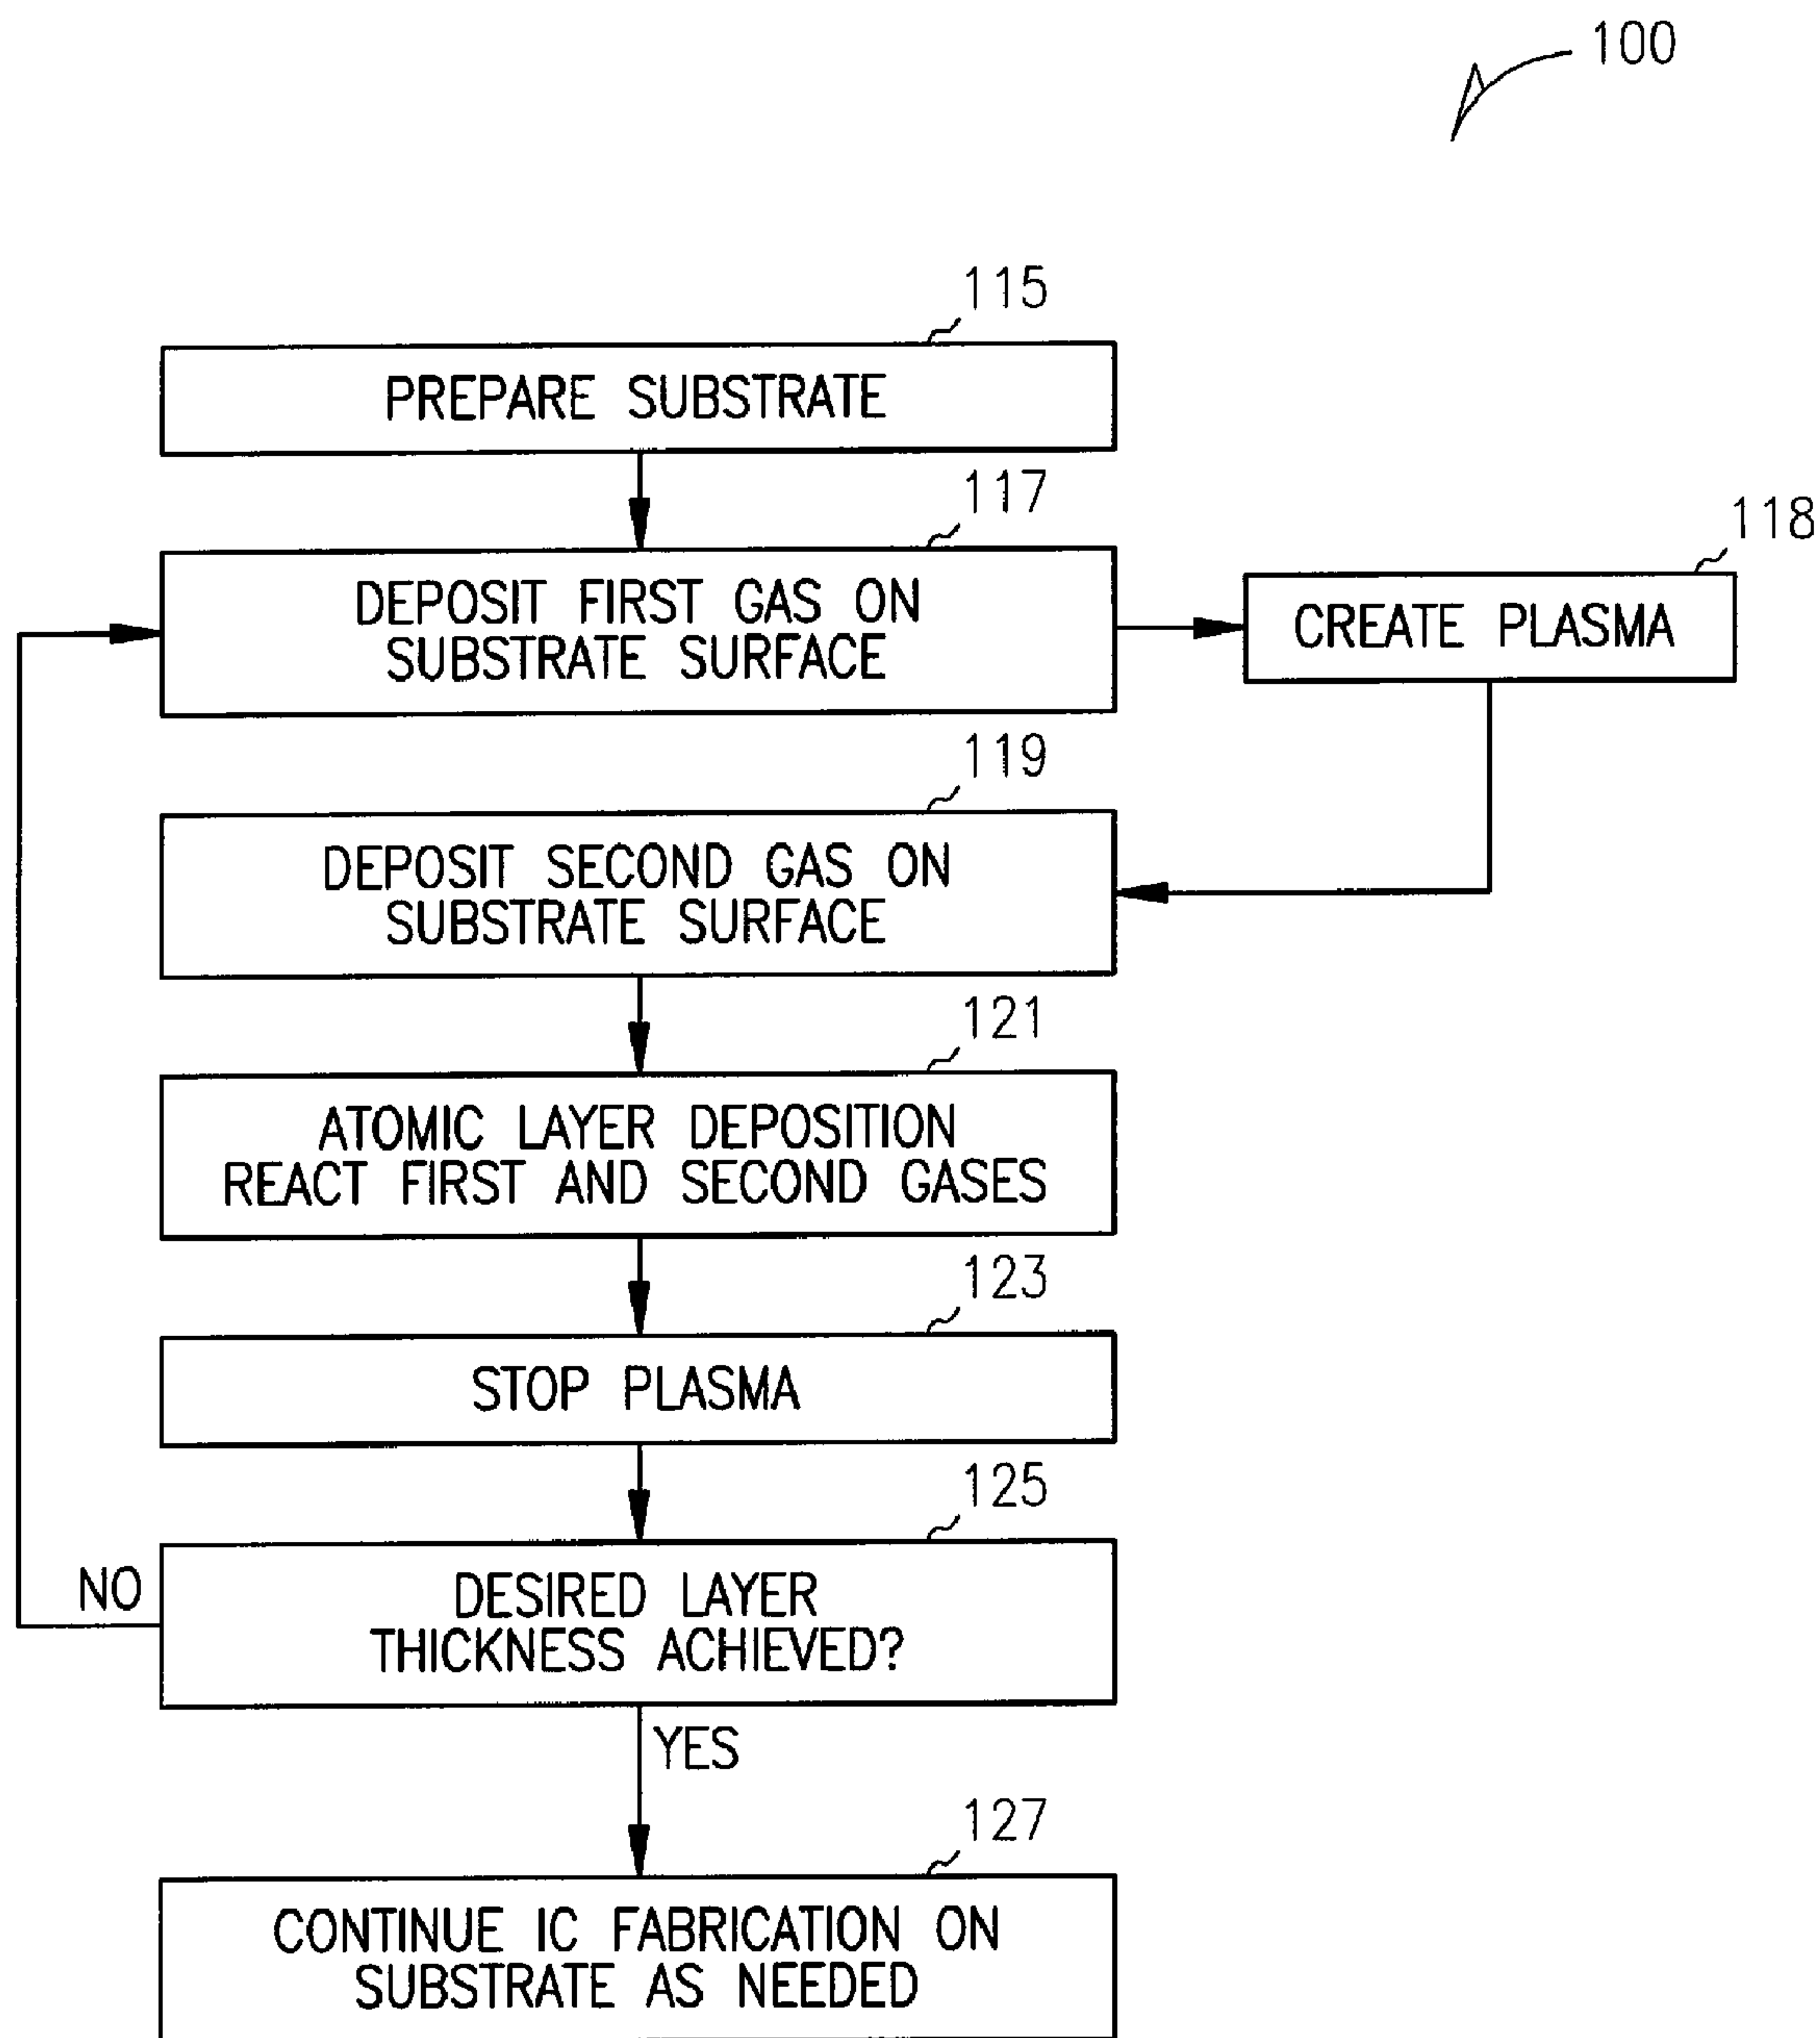 100
115
PREPARE SUBSTRATE
117
DEPOSIT FIRST GAS ON
SUBSTRATE SURFACE
118
CREATE PLASMA
119
DEPOSIT SECOND GAS ON
SUBSTRATE SURFACE
121
ATOMIC LAYER DEPOSITION
REACT FIRST AND SECOND GASES
123
STOP PLASMA
125
DESIRED LAYER
THICKNESS ACHIEVED?
NO
YES
127
CONTINUE IC FABRICATION ON
SUBSTRATE AS NEEDED